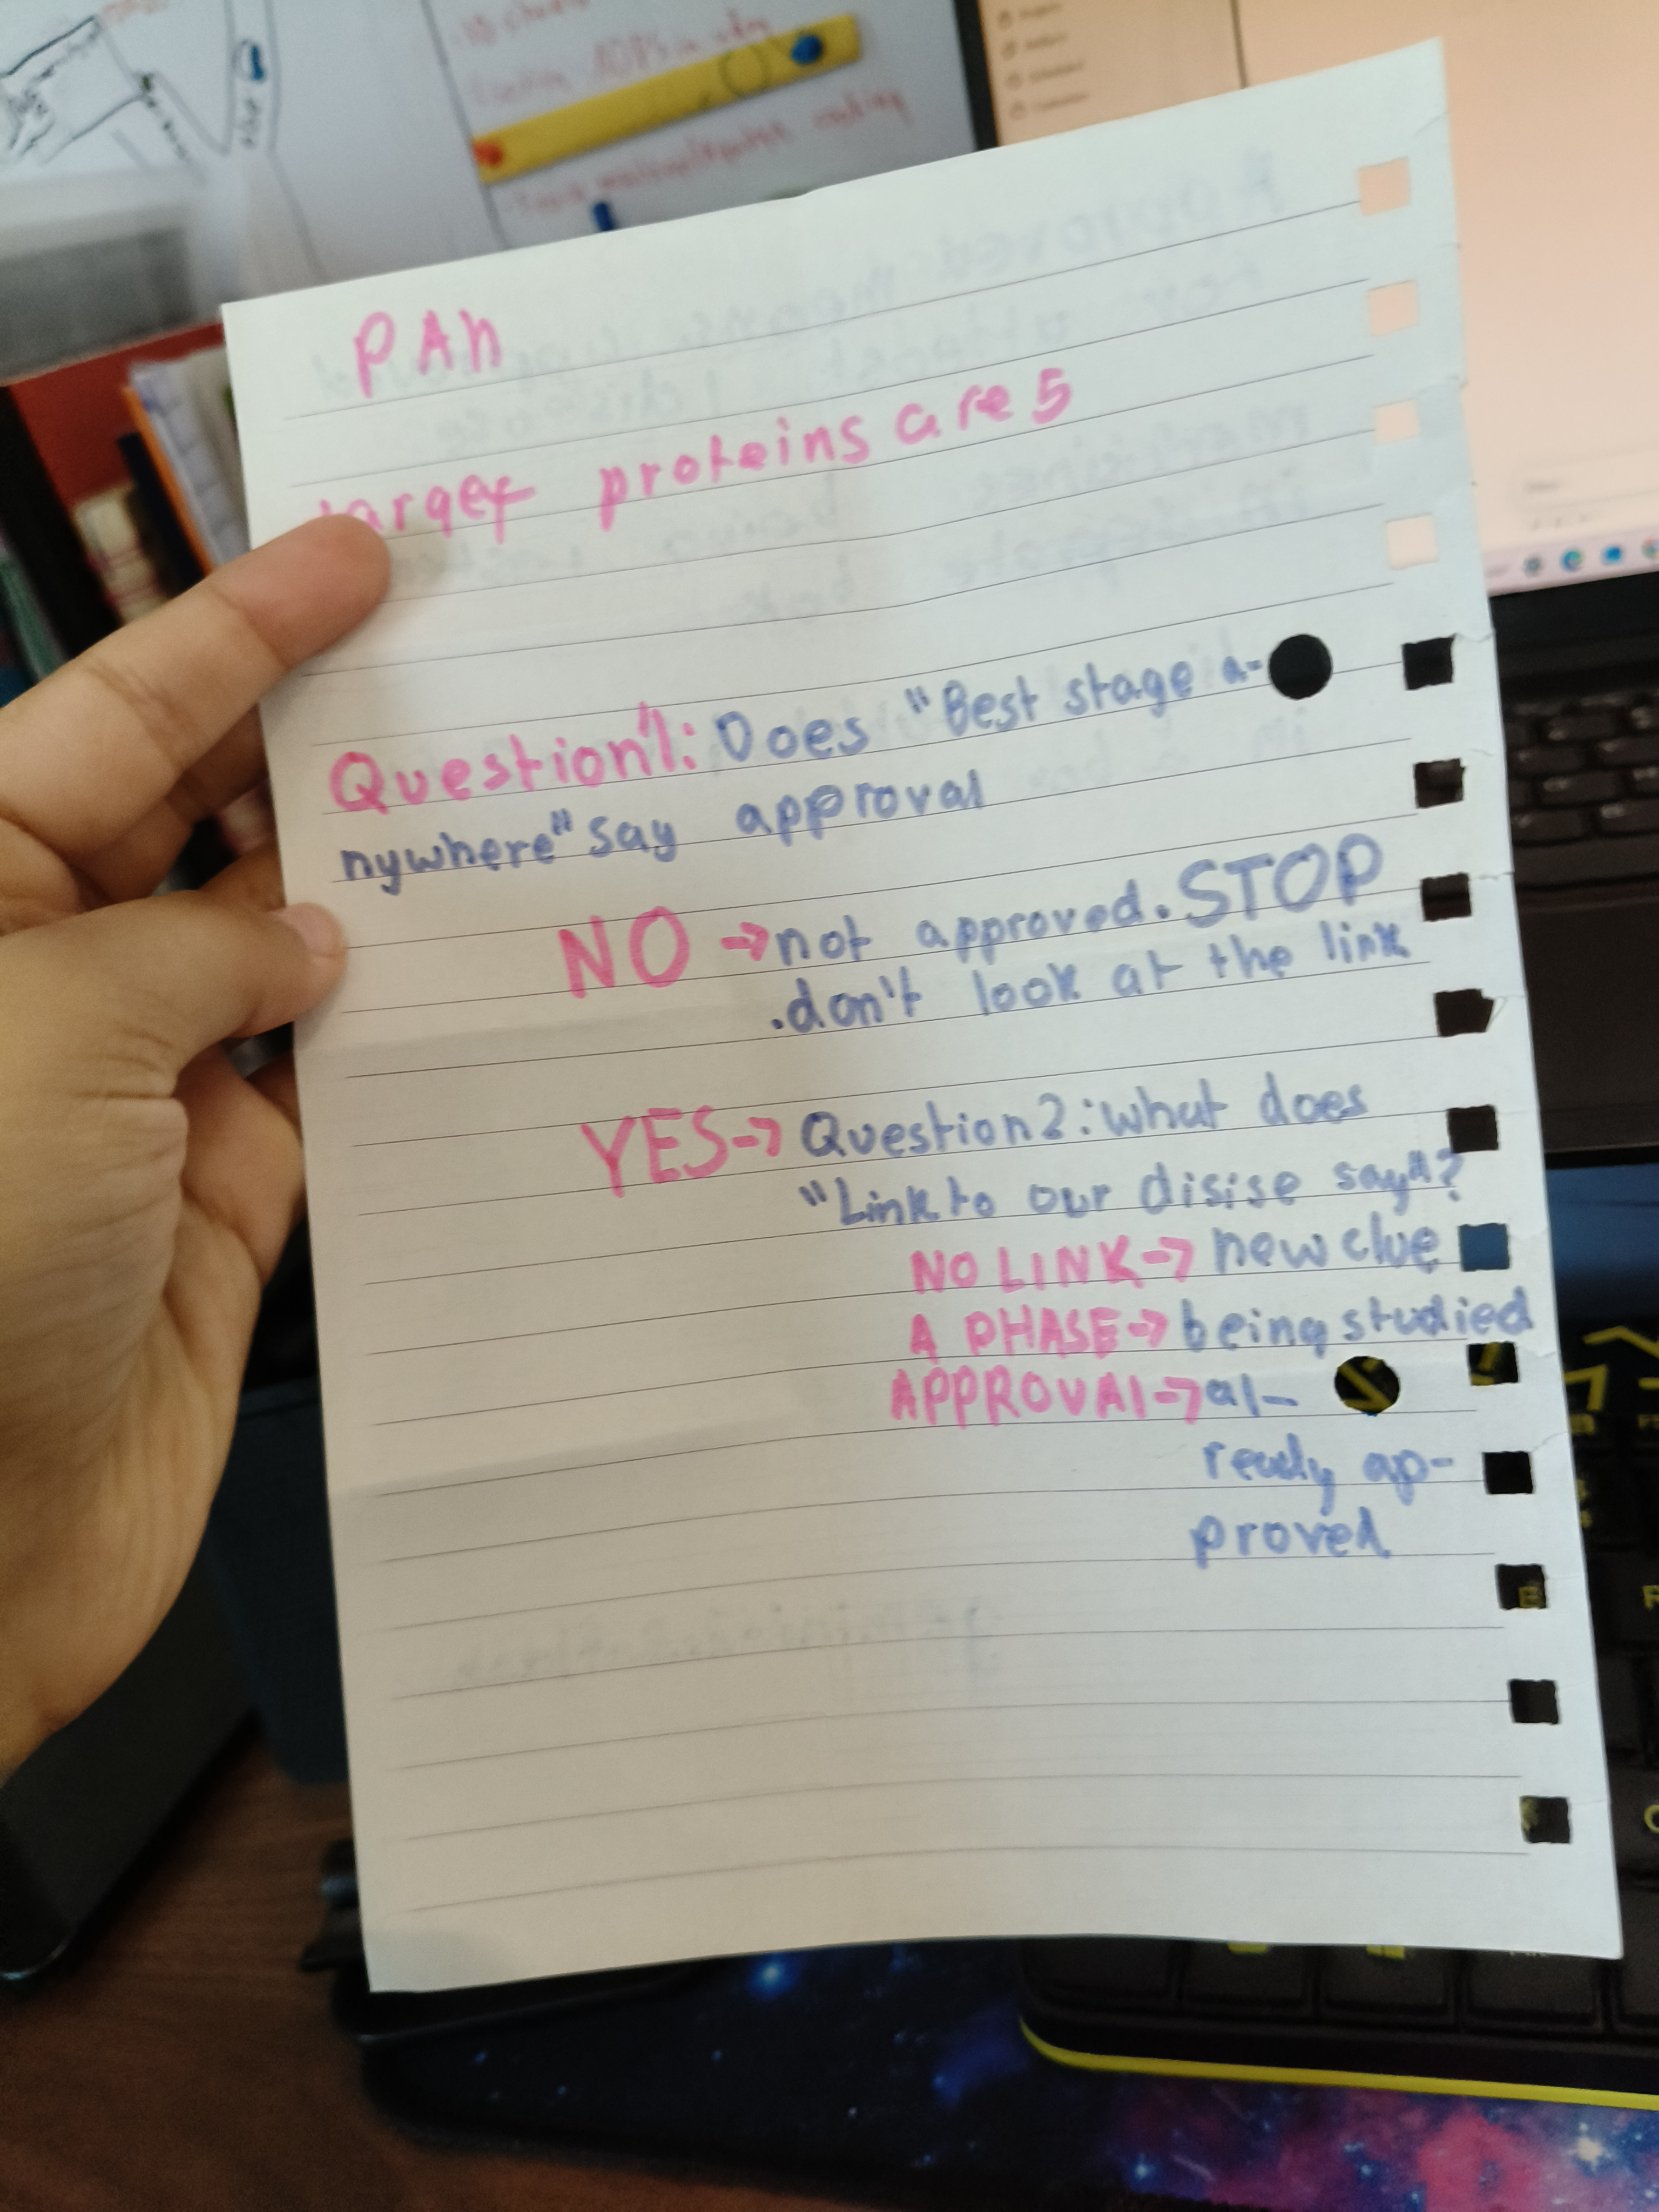 PAh
target proteins are 5
Question1: Does "Best stage a-
nywhere" say approval
NO → not approved. STOP
. don't look at the link
YES → Question2: what does
"Link to our disise say"?
NO LINK → new clue
A PHASE → being studied
APPROVAl → al-
ready ap-
proved